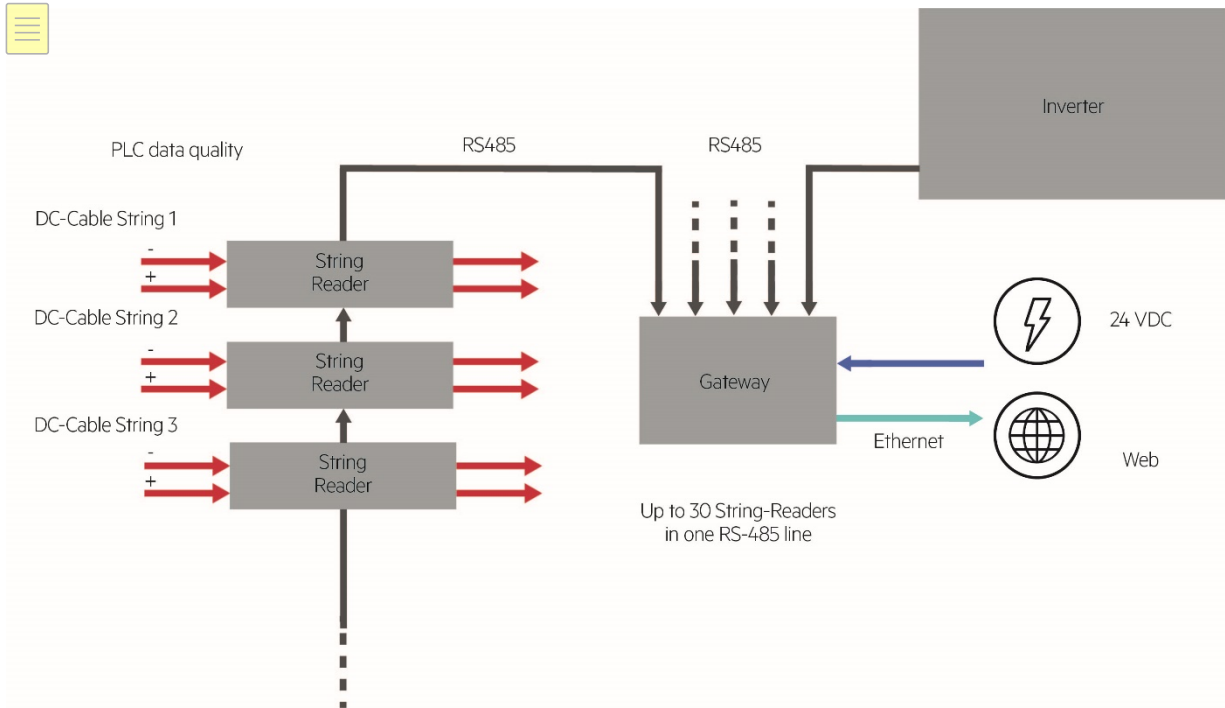 Inverter
PLC data quality
RS485
RS485
DC-Cable String 1
-
+
String
Reader
DC-Cable String 2
-
+
String
Reader
DC-Cable String 3
-
+
String
Reader
Gateway
24 VDC
Ethernet
Web
Up to 30 String-Readers
in one RS-485 line